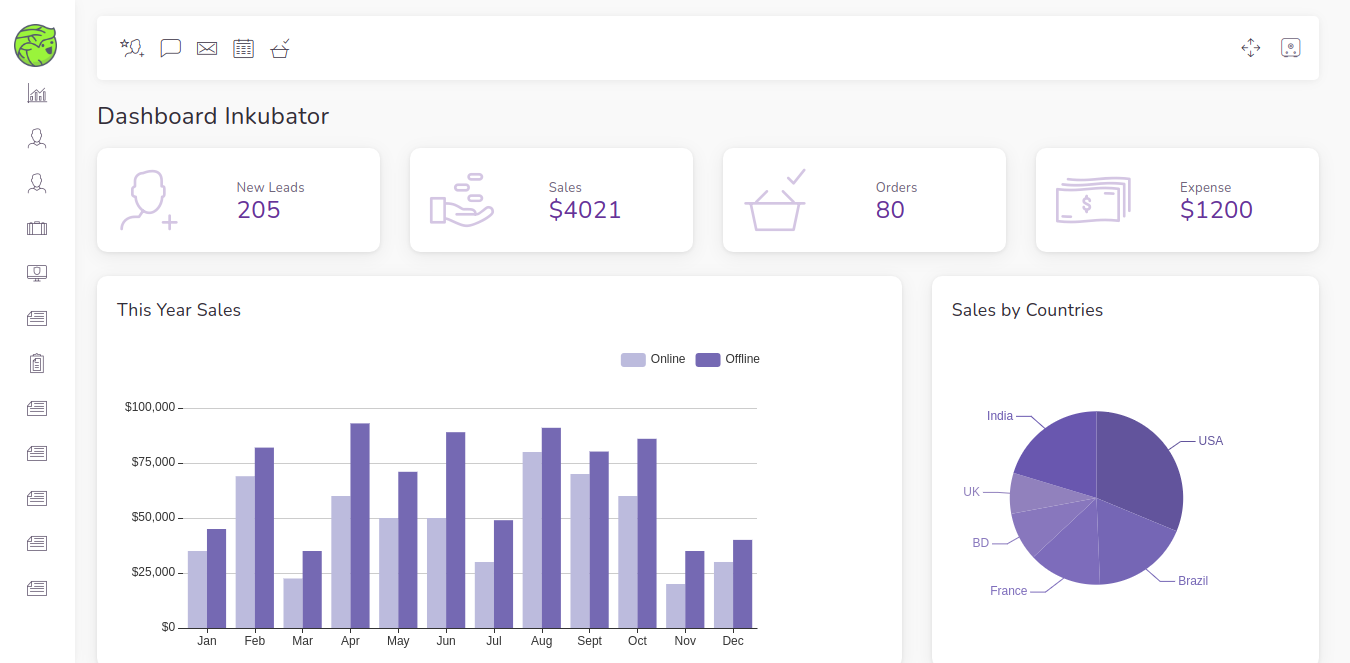 Dashboard Inkubator
New Leads
205
Sales
$4021
Orders
80
Expense
$1200
This Year Sales
Online Offline
$100,000
$75,000
$50,000
$25,000
$0
Jan Feb Mar Apr May Jun Jul Aug Sept Oct Nov Dec
Sales by Countries
India
USA
UK
BD
Brazil
France